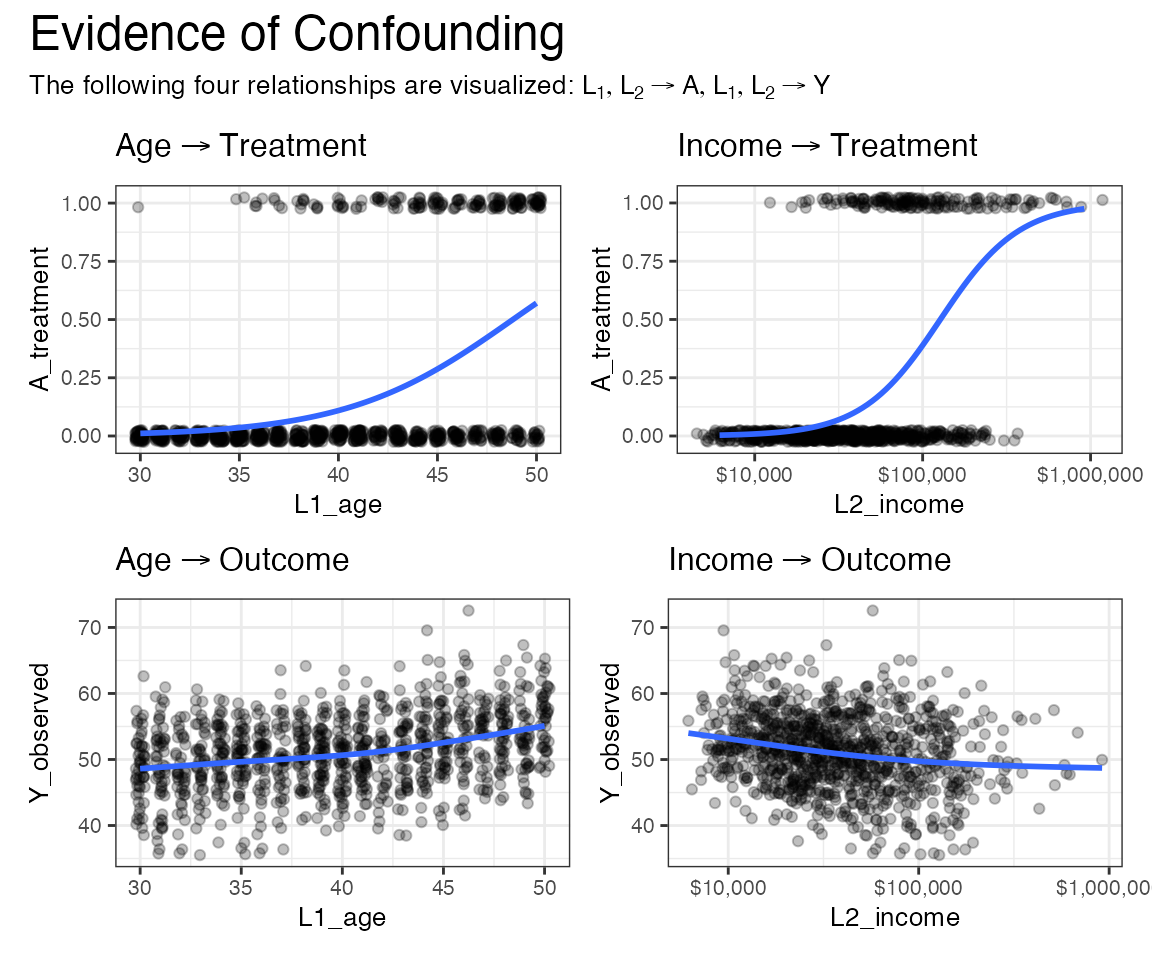 Evidence of Confounding
The following four relationships are visualized: L₁, L₂ → A, L₁, L₂ → Y
Age → Treatment
A_treatment
1.00
0.75
0.50
0.25
0.00
30 35 40 45 50
L1_age
Income → Treatment
A_treatment
1.00
0.75
0.50
0.25
0.00
$10,000 $100,000 $1,000,000
L2_income
Age → Outcome
Y_observed
70
60
50
40
30 35 40 45 50
L1_age
Income → Outcome
Y_observed
70
60
50
40
$10,000 $100,000 $1,000,00
L2_income